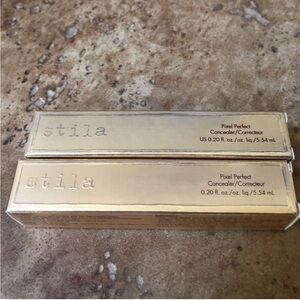 stila
Pixel Perfect
Concealer/Correcteur
US 0.20 fl. oz./oz. liq./5.54 mL
stila
Pixel Perfect
Concealer/Correcteur
0.20 fl. oz./oz. liq./5.54 mL